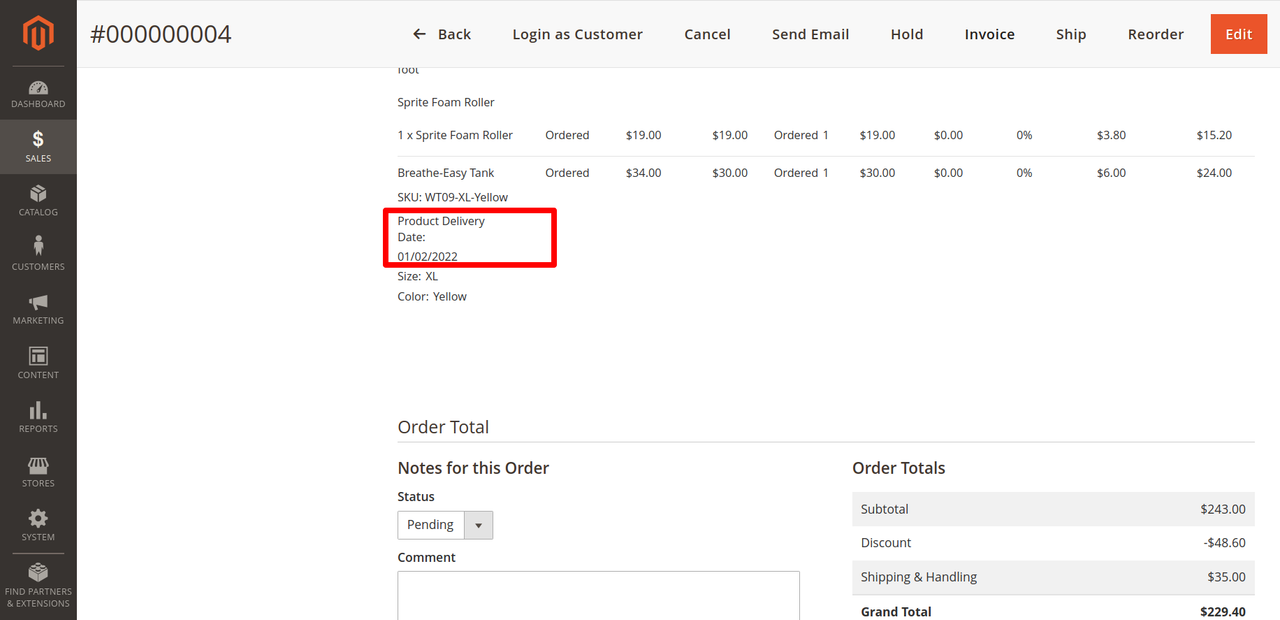 #000000004
Back
Login as Customer
Cancel
Send Email
Hold
Invoice
Ship
Reorder
Edit
DASHBOARD
SALES
CATALOG
CUSTOMERS
MARKETING
CONTENT
REPORTS
STORES
SYSTEM
FIND PARTNERS
& EXTENSIONS
foot
Sprite Foam Roller
1 x Sprite Foam Roller Ordered $19.00 $19.00 Ordered 1 $19.00 $0.00 0% $3.80 $15.20
Breathe-Easy Tank Ordered $34.00 $30.00 Ordered 1 $30.00 $0.00 0% $6.00 $24.00
SKU: WT09-XL-Yellow
Product Delivery
Date:
01/02/2022
Size: XL
Color: Yellow
Order Total
Notes for this Order
Status
Pending
Comment
Order Totals
Subtotal $243.00
Discount -$48.60
Shipping & Handling $35.00
Grand Total $229.40